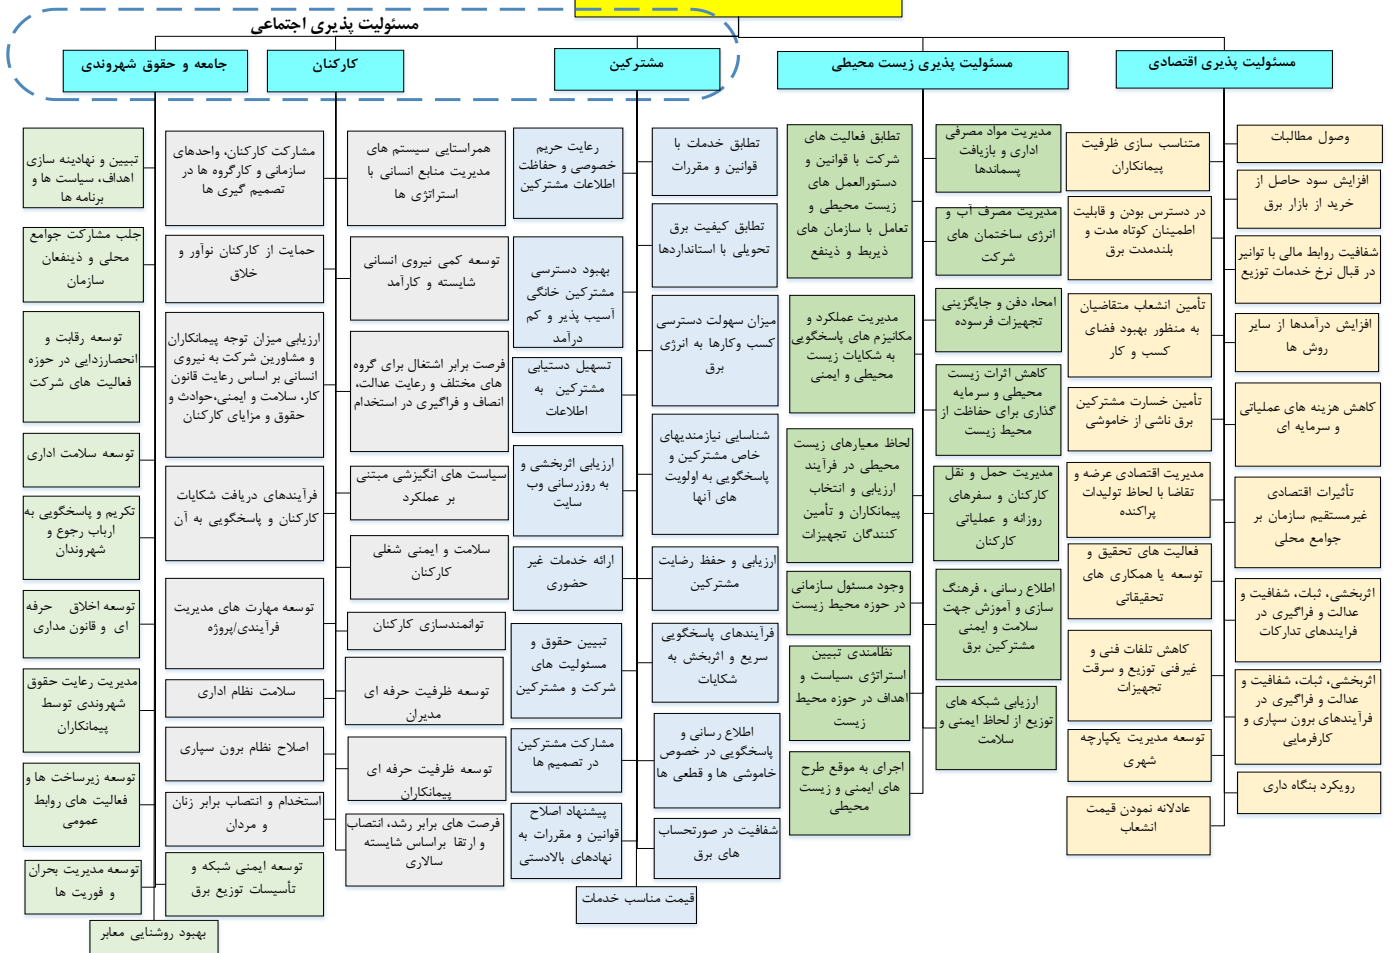 مسئولیت پذیری اجتماعی
مسئولیت پذیری اقتصادی
مسئولیت پذیری زیست محیطی
مشترکین
کارکنان
جامعه و حقوق شهروندی
وصول مطالبات
افزایش سود حاصل از
خرید از بازار برق
شفافیت روابط مالی با توانیر
در قبال نرخ خدمات توزیع
افزایش درآمدها از سایر
روش ها
کاهش هزینه های عملیاتی
و سرمایه ای
تأثیرات اقتصادی
غیرمستقیم سازمان بر
جوامع محلی
اثربخشی، ثبات، شفافیت و
عدالت و فراگیری در
فرایندهای تدارکات
اثربخشی، ثبات، شفافیت و
عدالت و فراگیری در
فرآیندهای برون سپاری و
کارفرمایی
رویکرد بنگاه داری
متناسب سازی ظرفیت
پیمانکاران
در دسترس بودن و قابلیت
اطمینان کوتاه مدت و
بلندمدت برق
تأمین انشعاب متقاضیان
به منظور بهبود فضای
کسب و کار
تأمین خسارت مشترکین
برق ناشی از خاموشی
مدیریت اقتصادی عرضه و
تقاضا با لحاظ تولیدات
پراکنده
فعالیت های تحقیق و
توسعه یا همکاری های
تحقیقاتی
کاهش تلفات فنی و
غیرفنی توزیع و سرقت
تجهیزات
توسعه مدیریت یکپارچه
شهری
عادلانه نمودن قیمت
انشعاب
مدیریت مواد مصرفی
اداری و بازیافت
پسماندها
مدیریت مصرف آب و
انرژی ساختمان های
شرکت
امحا، دفن و جایگزینی
تجهیزات فرسوده
کاهش اثرات زیست
محیطی و سرمایه
گذاری برای حفاظت از
محیط زیست
مدیریت حمل و نقل
کارکنان و سفرهای
روزانه و عملیاتی
کارکنان
اطلاع رسانی ، فرهنگ
سازی و آموزش جهت
سلامت و ایمنی
مشترکین برق
ارزیابی شبکه های
توزیع از لحاظ ایمنی و
سلامت
تطابق فعالیت های
شرکت با قوانین و
دستورالعمل های
زیست محیطی و
تعامل با سازمان های
ذیربط و ذینفع
مدیریت عملکرد و
مکانیزم های پاسخگویی
به شکایات زیست
محیطی و ایمنی
لحاظ معیارهای زیست
محیطی در فرآیند
ارزیابی و انتخاب
پیمانکاران و تأمین
کنندگان تجهیزات
وجود مسئول سازمانی
در حوزه محیط زیست
نظامندی تبیین
استراتژی ،سیاست و
اهداف در حوزه محیط
زیست
اجرای به موقع طرح
های ایمنی و زیست
محیطی
تطابق خدمات با
قوانین و مقررات
تطابق کیفیت برق
تحویلی با استانداردها
میزان سهولت دسترسی
کسب وکارها به انرژی
برق
شناسایی نیازمندیهای
خاص مشترکین و
پاسخگویی به اولویت
های آنها
ارزیابی و حفظ رضایت
مشترکین
فرآیندهای پاسخگویی
سریع و اثربخش به
شکایات
اطلاع رسانی و
پاسخگویی در خصوص
خاموشی ها و قطعی ها
شفافیت در صورتحساب
های برق
رعایت حریم
خصوصی و حفاظت
اطلاعات مشترکین
بهبود دسترسی
مشترکین خانگی
آسیب پذیر و کم
درآمد
تسهیل دستیابی
مشترکین به
اطلاعات
ارزیابی اثربخشی و
به روزرسانی وب
سایت
ارائه خدمات غیر
حضوری
تبیین حقوق و
مسئولیت های
شرکت و مشترکین
مشارکت مشترکین
در تصمیم ها
پیشنهاد اصلاح
قوانین و مقررات به
نهادهای بالادستی
قیمت مناسب خدمات
همراستایی سیستم های
مدیریت منابع انسانی با
استراتژی ها
توسعه کمی نیروی انسانی
شایسته و کارآمد
فرصت برابر اشتغال برای گروه
های مختلف و رعایت عدالت،
انصاف و فراگیری در استخدام
سیاست های انگیزشی مبتنی
بر عملکرد
سلامت و ایمنی شغلی
کارکنان
توانمندسازی کارکنان
توسعه ظرفیت حرفه ای
مدیران
توسعه ظرفیت حرفه ای
پیمانکاران
فرصت های برابر رشد، انتصاب
و ارتقا براساس شایسته
سالاری
مشارکت کارکنان، واحدهای
سازمانی و کارگروه ها در
تصمیم گیری ها
حمایت از کارکنان نوآور و
خلاق
ارزیابی میزان توجه پیمانکاران
و مشاورین شرکت به نیروی
انسانی بر اساس رعایت قانون
کار، سلامت و ایمنی،حوادث و
حقوق و مزایای کارکنان
فرآیندهای دریافت شکایات
کارکنان و پاسخگویی به آن
توسعه مهارت های مدیریت
فرآیندی/پروژه
سلامت نظام اداری
اصلاح نظام برون سپاری
استخدام و انتصاب برابر زنان
و مردان
توسعه ایمنی شبکه و
تأسیسات توزیع برق
تبیین و نهادینه سازی
اهداف، سیاست ها و
برنامه ها
جلب مشارکت جوامع
محلی و ذینفعان
سازمان
توسعه رقابت و
انحصارزدایی در حوزه
فعالیت های شرکت
توسعه سلامت اداری
تکریم و پاسخگویی به
ارباب رجوع و
شهروندان
توسعه اخلاق حرفه
ای و قانون مداری
مدیریت رعایت حقوق
شهروندی توسط
پیمانکاران
توسعه زیرساخت ها و
فعالیت های روابط
عمومی
توسعه مدیریت بحران
و فوریت ها
بهبود روشنایی معابر